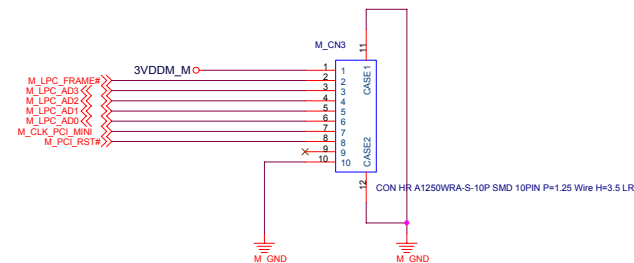 M_CN3
11
3VDDM_M
1 1
M_LPC_FRAME# 2 2
M_LPC_AD3 3 3
M_LPC_AD2 4 4
M_LPC_AD1 5 5
M_LPC_AD0 6 6
M_CLK_PCI_MINI 7 7
M_PCI_RST# 8 8
9 9
10 10
CASE1
CASE2
12
CON HR A1250WRA-S-10P SMD 10PIN P=1.25 Wire H=3.5 LR
M_GND
M_GND